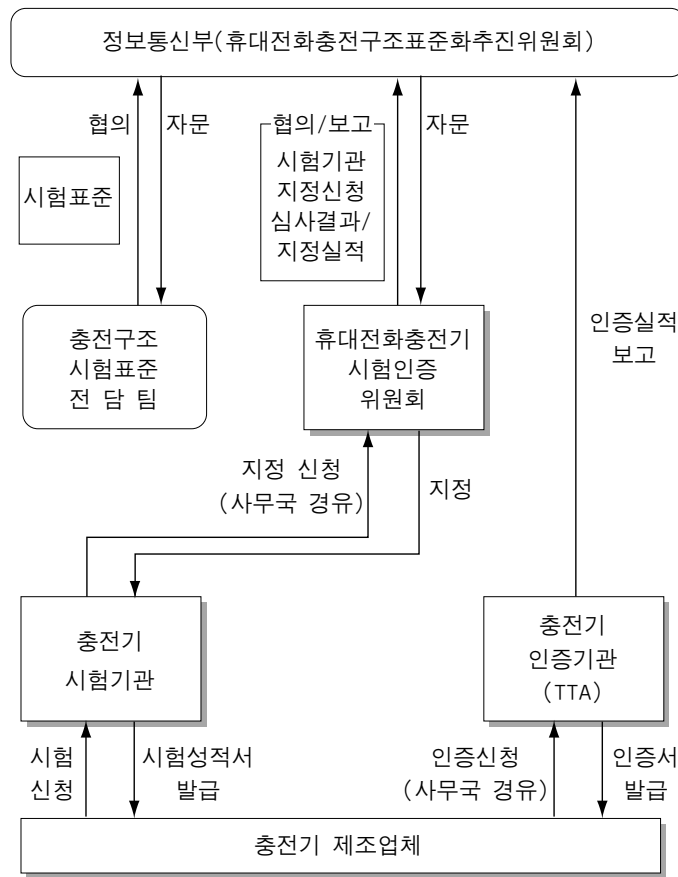 정보통신부(휴대전화충전구조표준화추진위원회)
협의
자문
시험표준
협의/보고
시험기관
지정신청
심사결과/
지정실적
자문
충전구조
시험표준
전 담 팀
휴대전화충전기
시험인증
위원회
인증실적
보고
지정 신청
(사무국 경유)
지정
충전기
시험기관
충전기
인증기관
(TTA)
시험
신청
시험성적서
발급
인증신청
(사무국 경유)
인증서
발급
충전기 제조업체